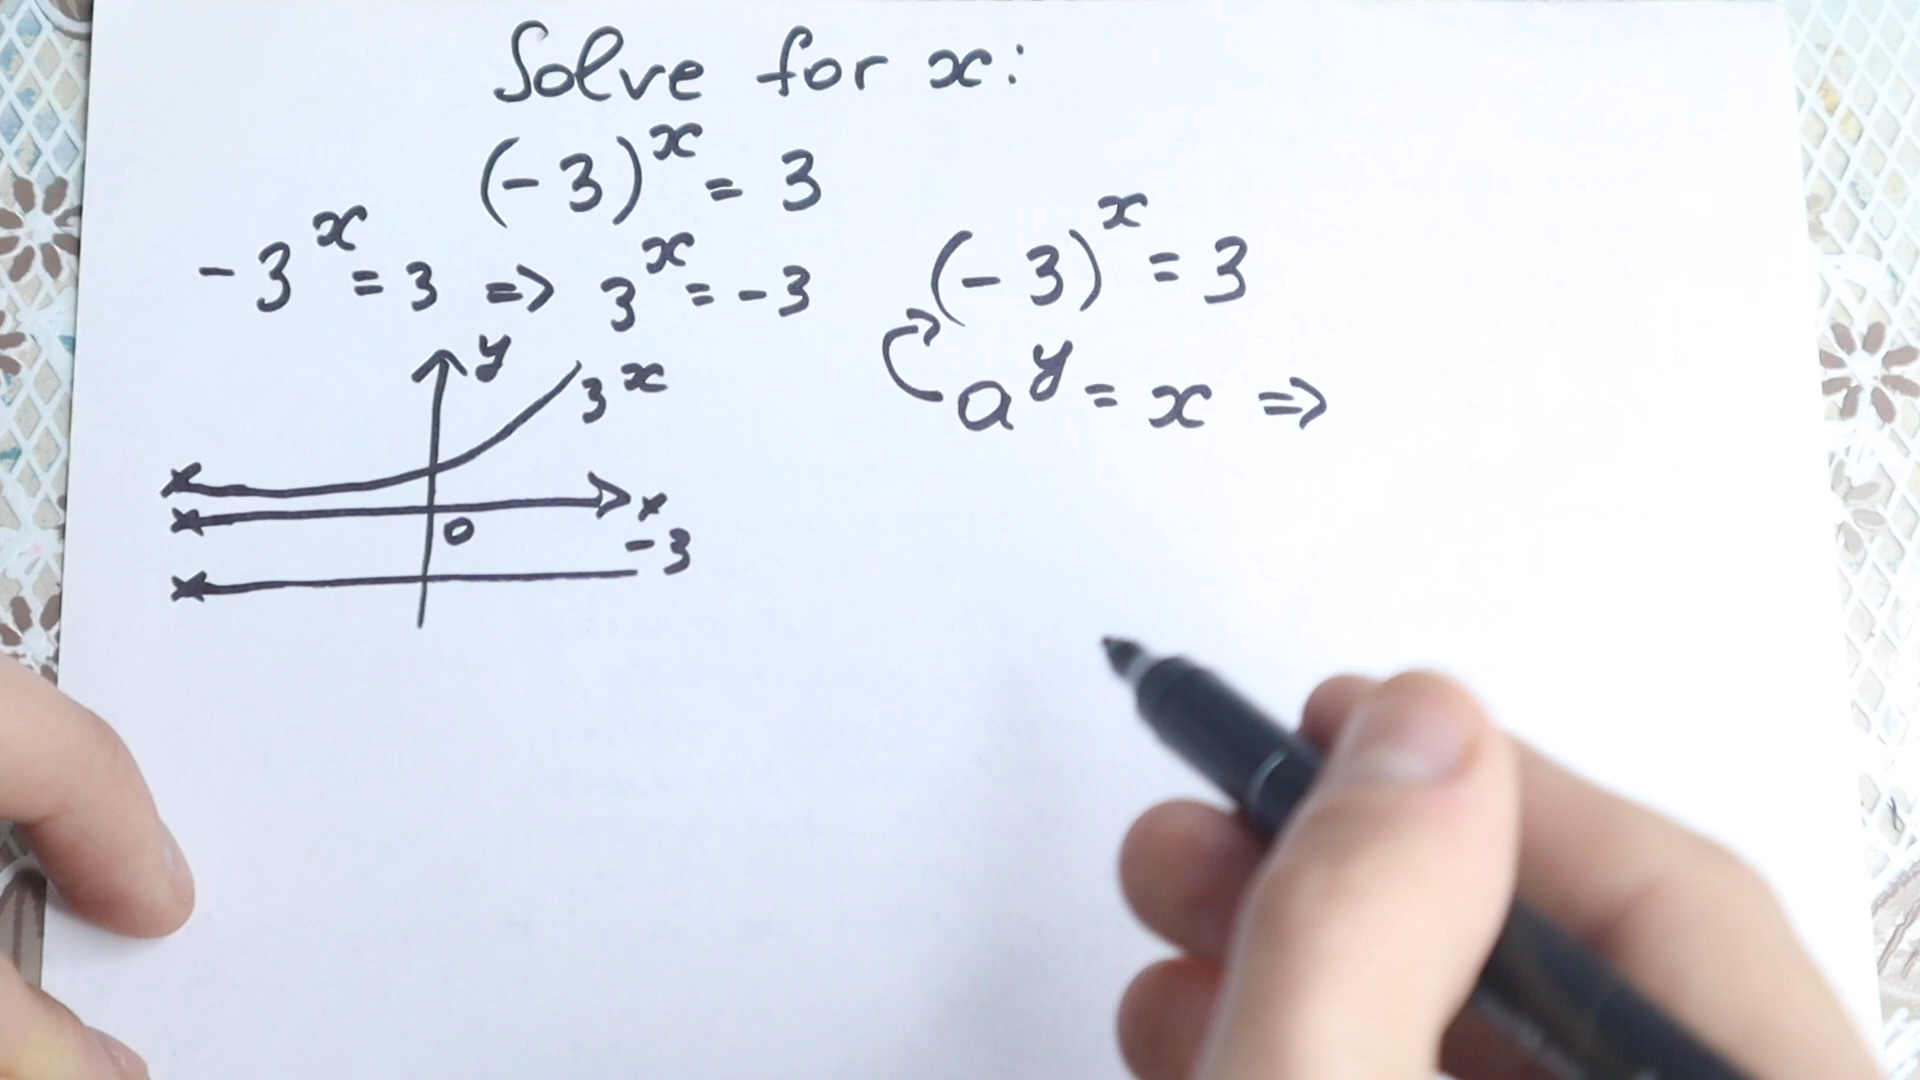 Solve for x:
(-3)^x = 3
-3^x = 3 => 3^x = -3
y
3^x
x
0
-3
(-3)^x = 3
a^y = x =>